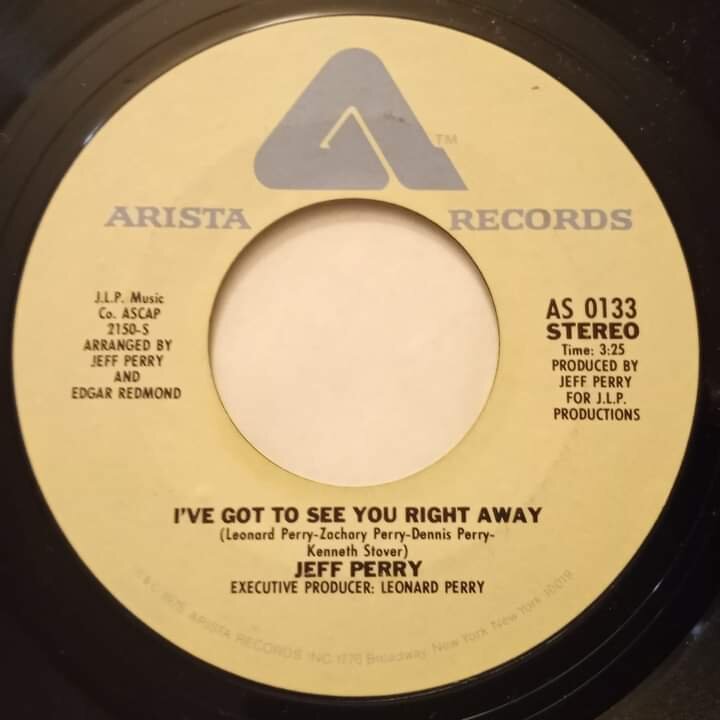 TM
ARISTA RECORDS
J.L.P. Music
Co. ASCAP
2150-S
ARRANGED BY
JEFF PERRY
AND
EDGAR REDMOND
AS 0133
STEREO
Time: 3:25
PRODUCED BY
JEFF PERRY
FOR J.L.P.
PRODUCTIONS
I'VE GOT TO SEE YOU RIGHT AWAY
(Leonard Perry-Zachary Perry-Dennis Perry-
Kenneth Stover)
JEFF PERRY
EXECUTIVE PRODUCER: LEONARD PERRY
& © 1975 ARISTA RECORDS INC. 1776 Broadway, New York New York 10019